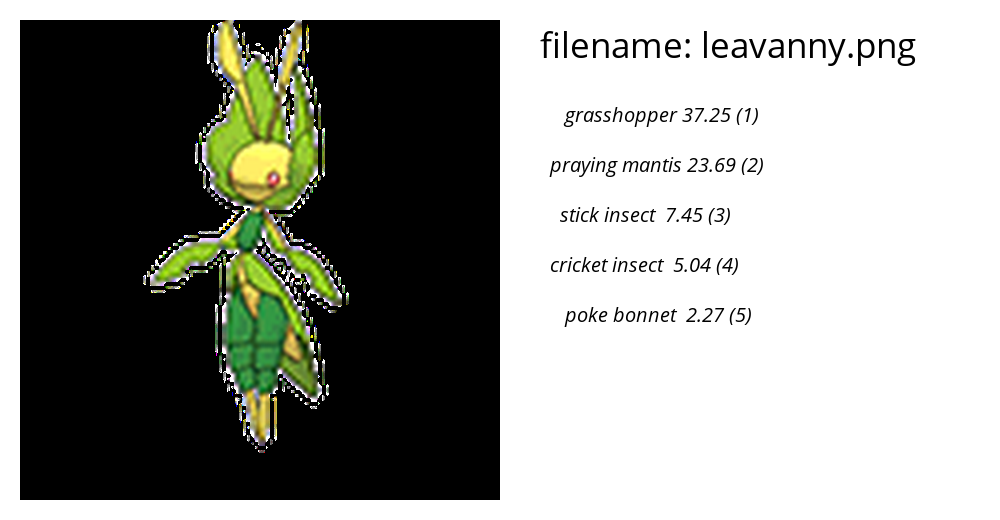 filename: leavanny.png
grasshopper 37.25 (1)
praying mantis 23.69 (2)
stick insect 7.45 (3)
cricket insect 5.04 (4)
poke bonnet 2.27 (5)